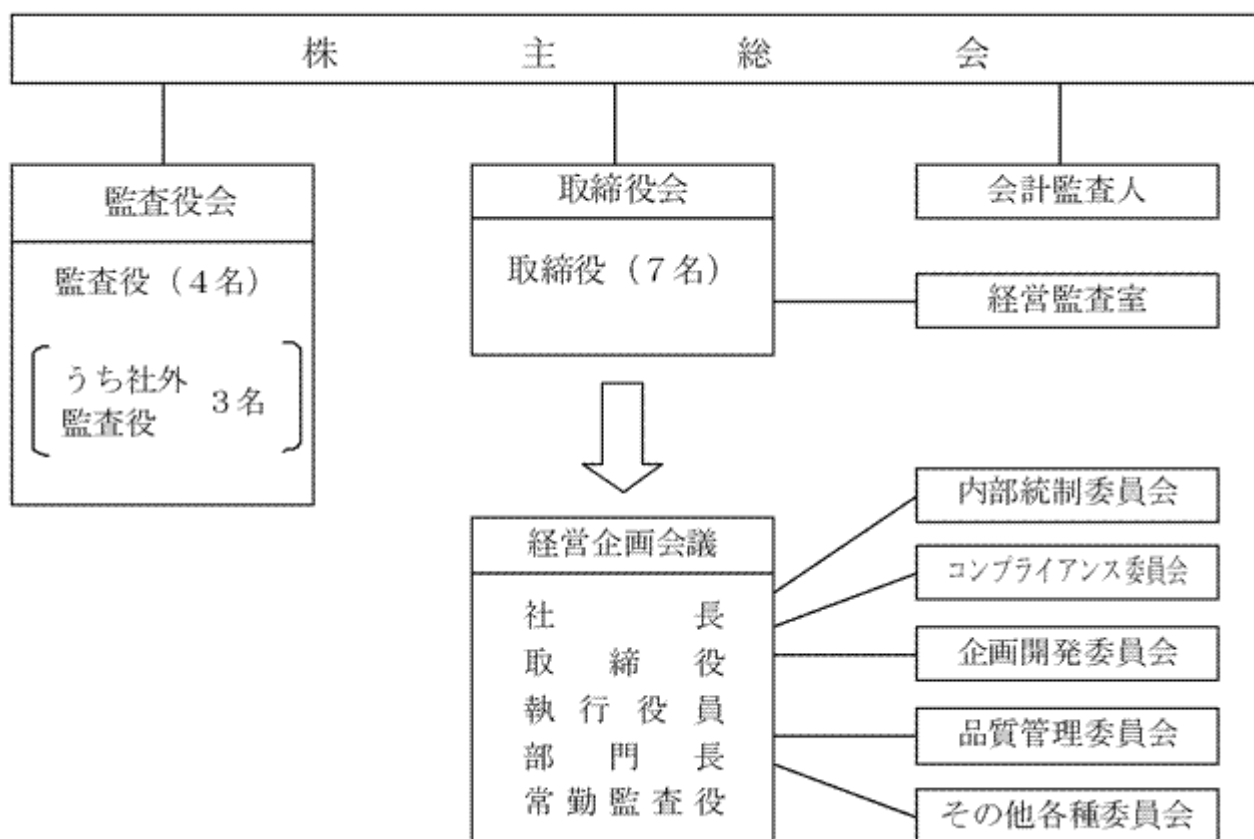 株主総会
監査役会
監査役（4名）
うち社外
監査役
3名
取締役会
取締役（7名）
会計監査人
経営監査室
経営企画会議
社長
取締役
執行役員
部門長
常勤監査役
内部統制委員会
コンプライアンス委員会
企画開発委員会
品質管理委員会
その他各種委員会